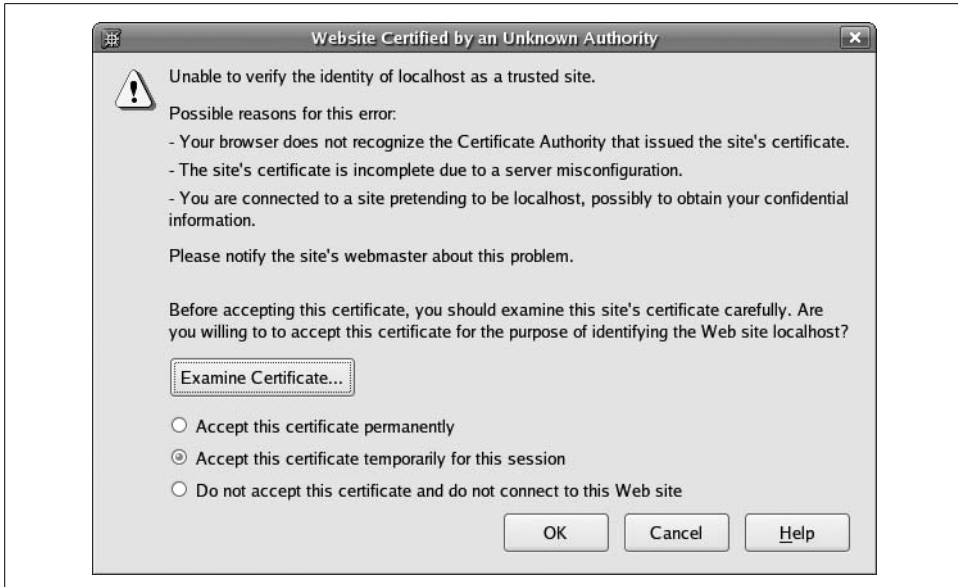 Website Certified by an Unknown Authority
Unable to verify the identity of localhost as a trusted site.
Possible reasons for this error:
- Your browser does not recognize the Certificate Authority that issued the site's certificate.
- The site's certificate is incomplete due to a server misconfiguration.
- You are connected to a site pretending to be localhost, possibly to obtain your confidential
information.
Please notify the site's webmaster about this problem.
Before accepting this certificate, you should examine this site's certificate carefully. Are
you willing to to accept this certificate for the purpose of identifying the Web site localhost?
Examine Certificate...
Accept this certificate permanently
Accept this certificate temporarily for this session
Do not accept this certificate and do not connect to this Web site
OK Cancel Help